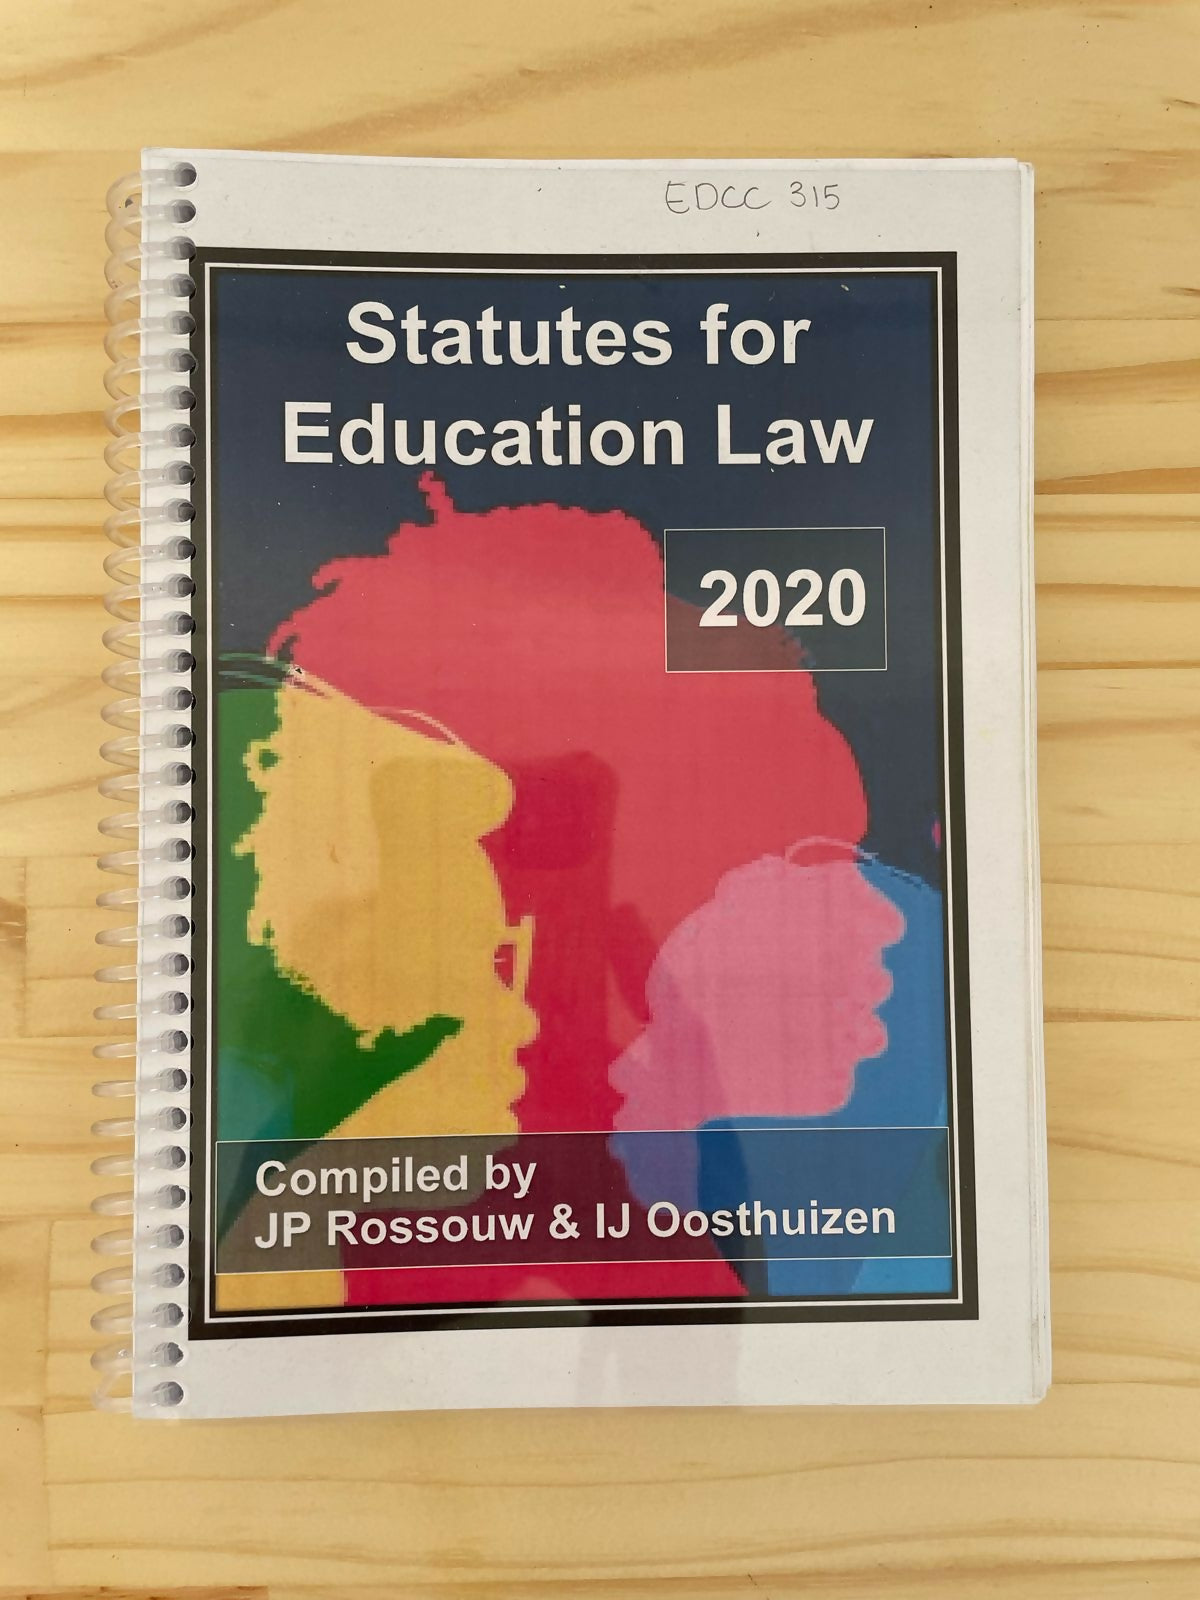 EDCC 315
Statutes for
Education Law
2020
Compiled by
JP Rossouw & IJ Oosthuizen